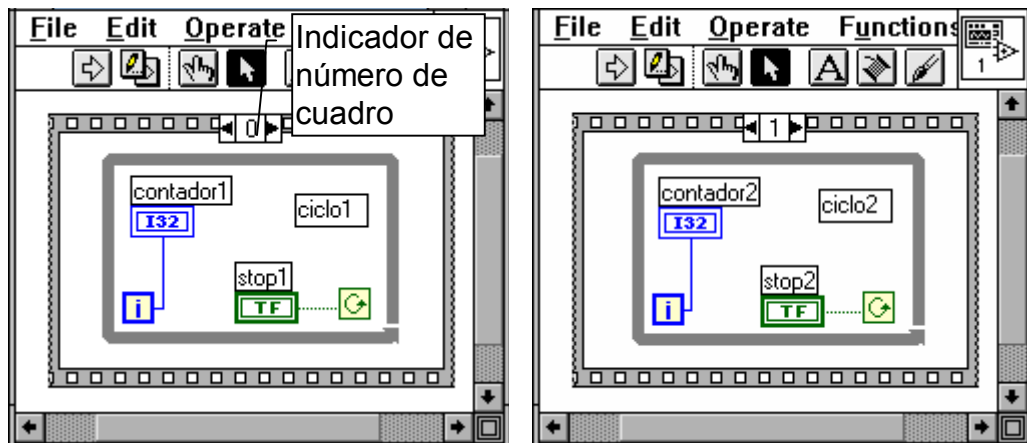 File Edit Operate
Indicador de
número de
cuadro
0
contador1
I32
ciclo1
stop1
i
TF
File Edit Operate Functions
A
1
1
contador2
I32
ciclo2
stop2
i
TF